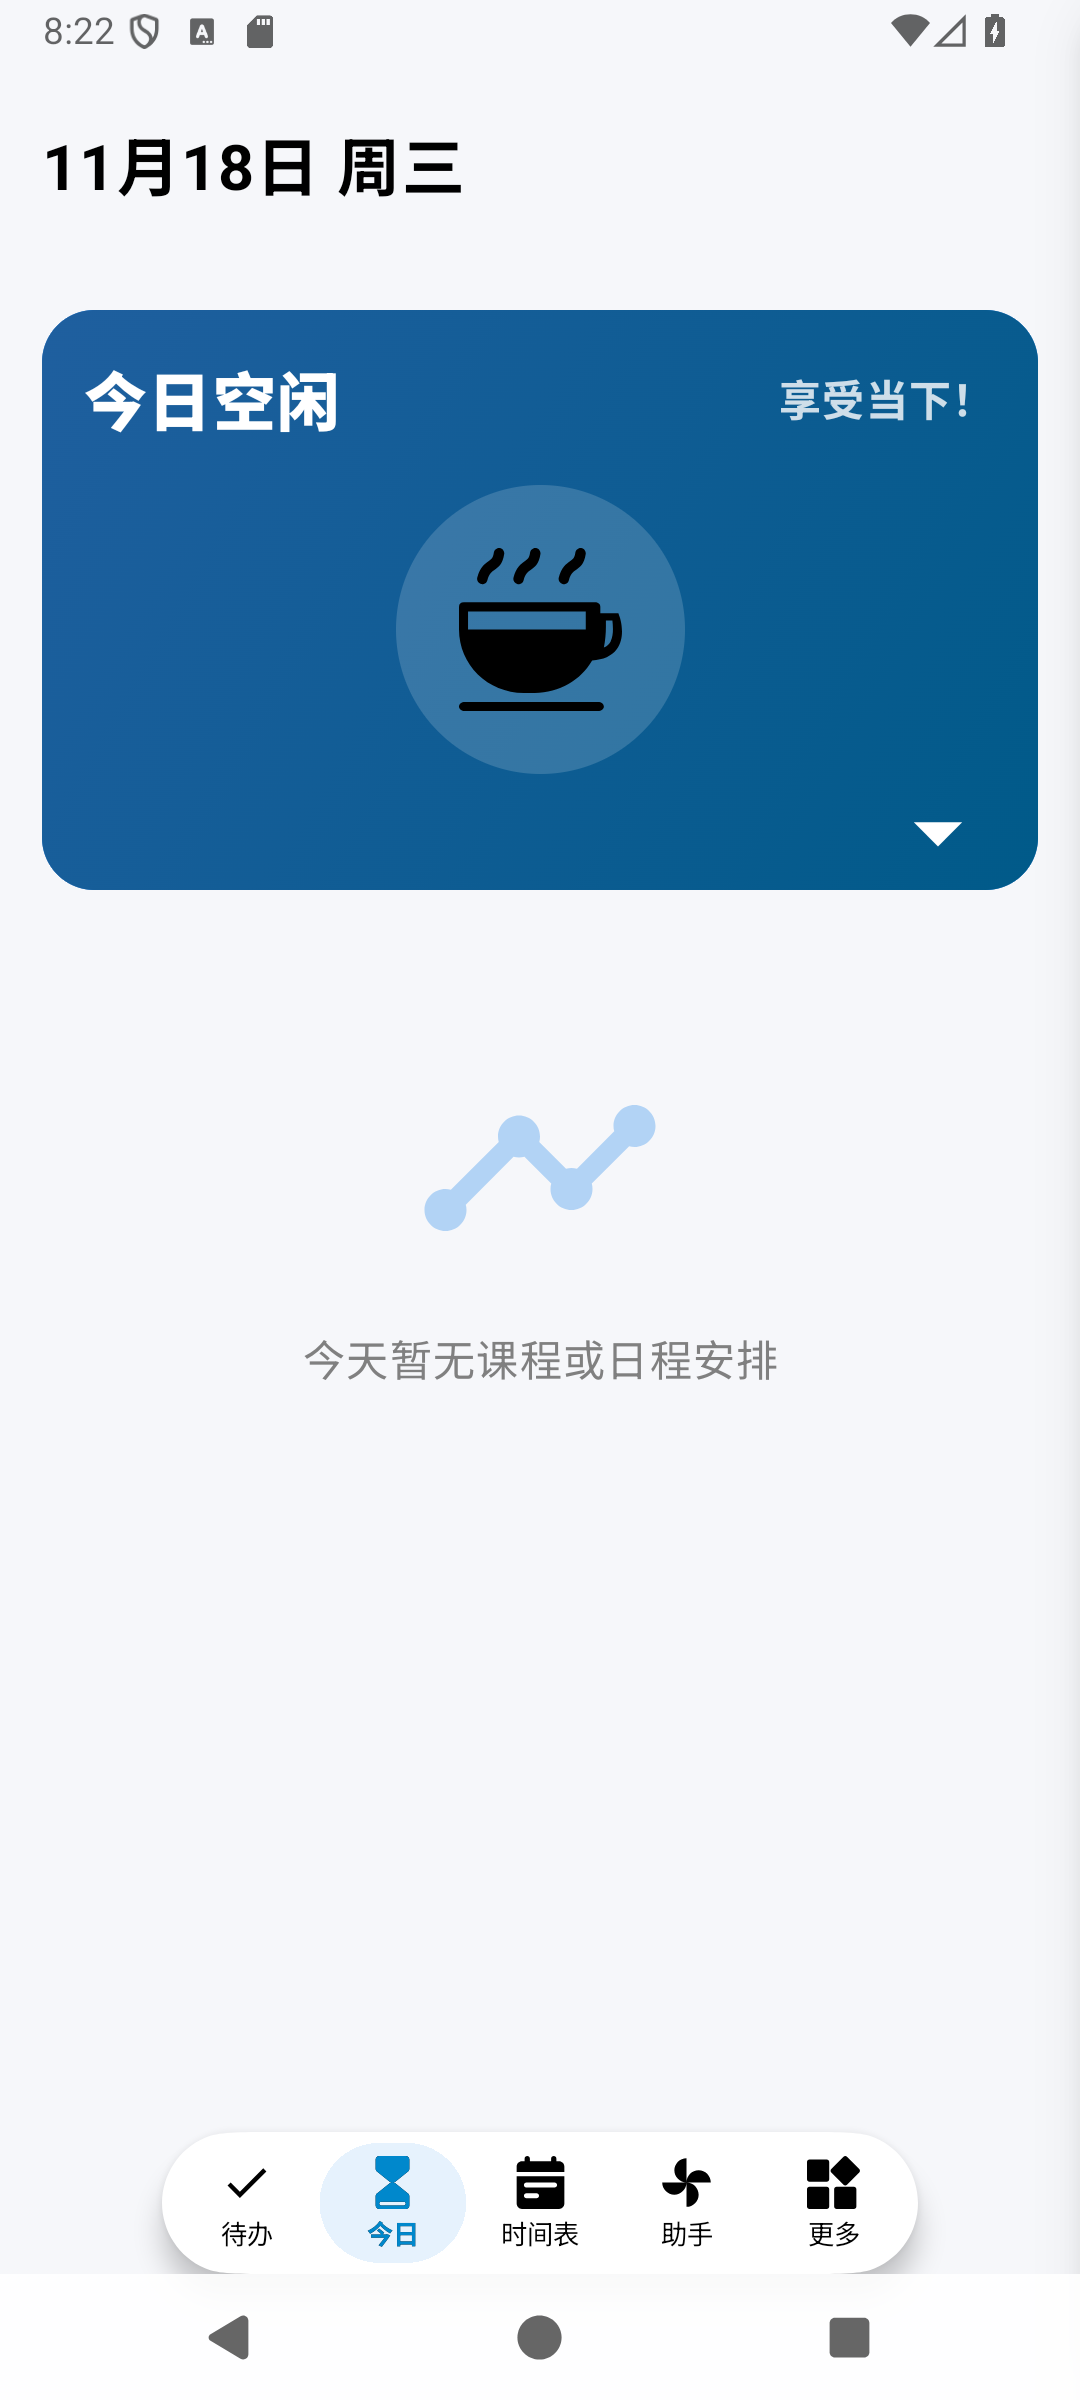 8:22
11月18日 周三
今日空闲
享受当下！
今天暂无课程或日程安排
待办
今日
时间表
助手
更多